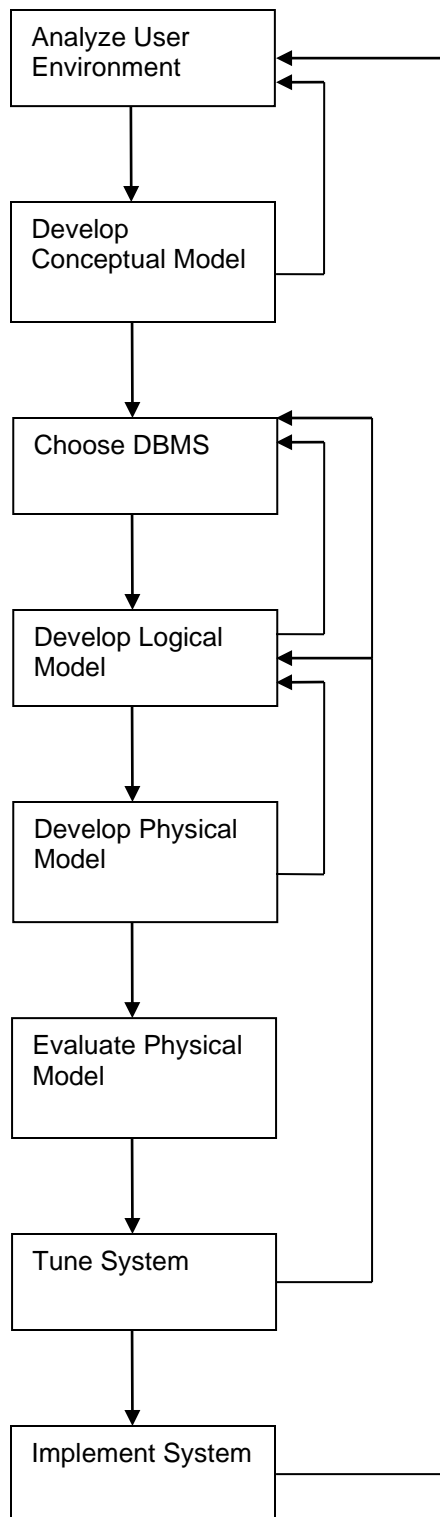 Analyze User
Environment
Develop
Conceptual Model
Choose DBMS
Develop Logical
Model
Develop Physical
Model
Evaluate Physical
Model
Tune System
Implement System